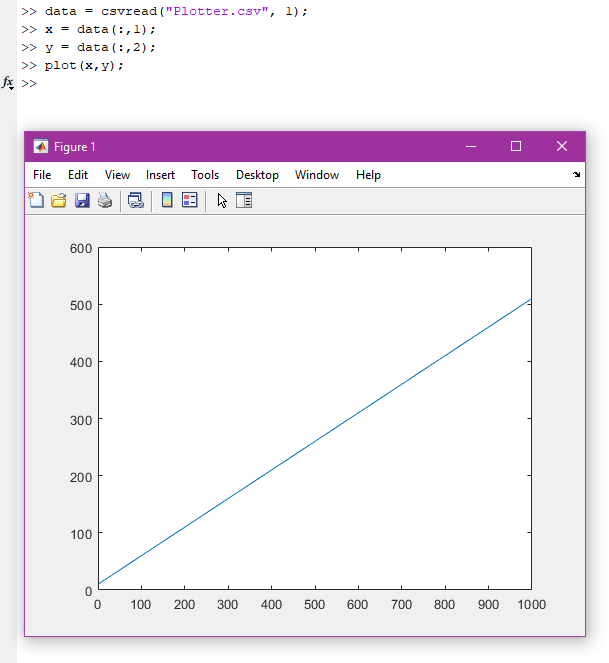 >> data = csvread("Plotter.csv", 1);
>> x = data(:,1);
>> y = data(:,2);
>> plot(x,y);
fx >>
Figure 1
File Edit View Insert Tools Desktop Window Help
600
500
400
300
200
100
0
0 100 200 300 400 500 600 700 800 900 1000